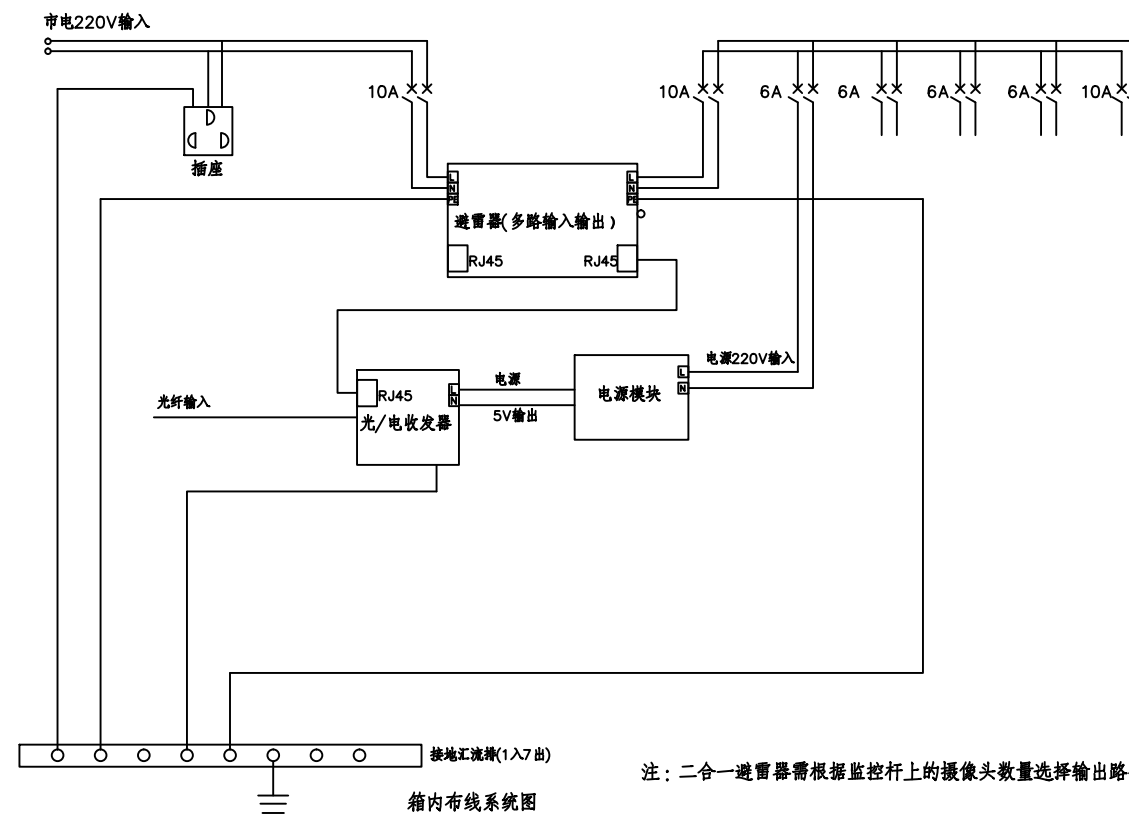 市电220V输入
10A
10A
6A
6A
6A
6A
10A
插座
L
N
PE
L
N
PE
避雷器(多路输入输出)
RJ45
RJ45
电源220V输入
L
N
电源模块
电源
5V输出
RJ45
L
N
光纤输入
光/电收发器
接地汇流排(1入7出)
注：二合一避雷器需根据监控杆上的摄像头数量选择输出路
箱内布线系统图